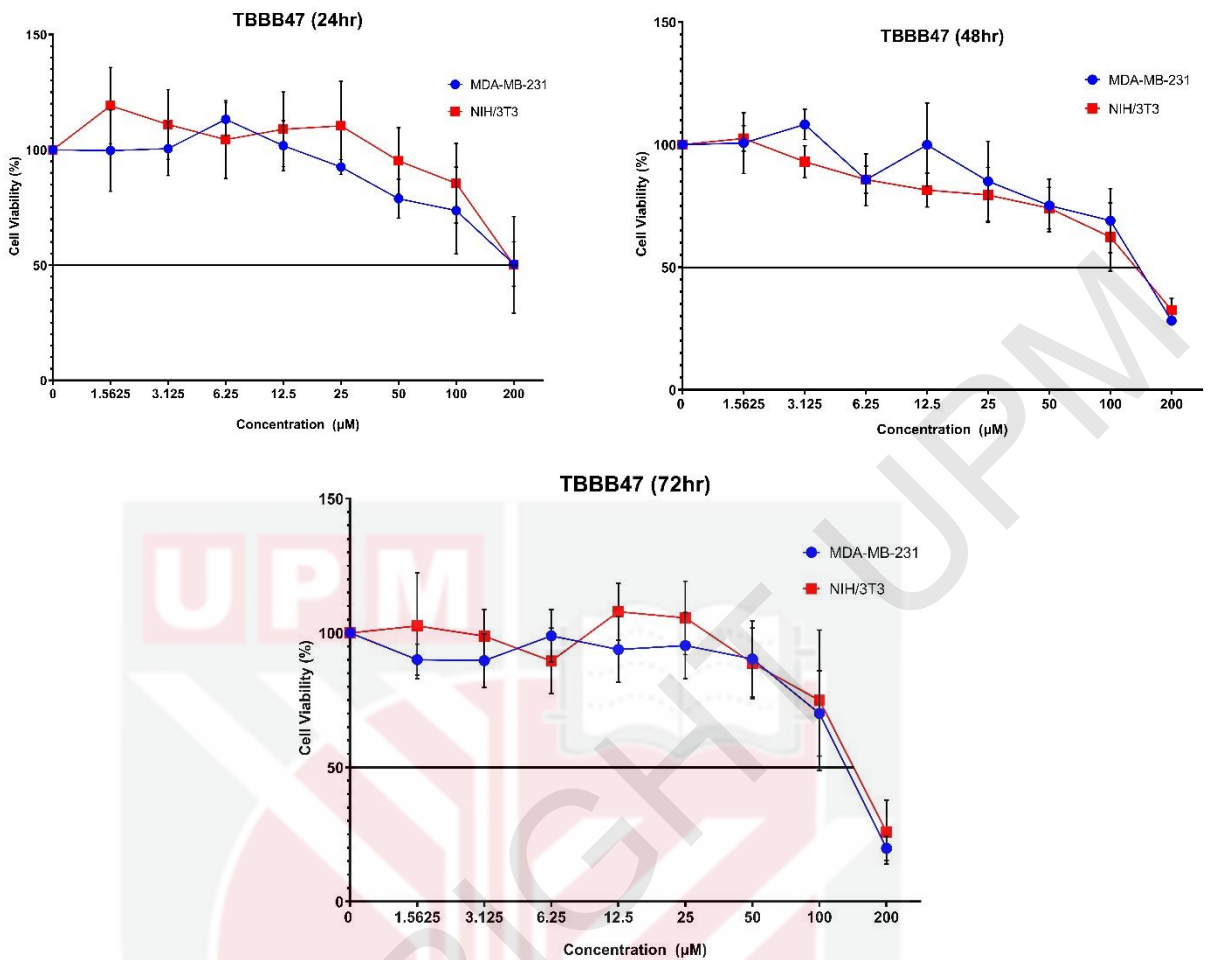 TBBB47 (24hr)
150
100
50
0
Cell Viability (%)
MDA-MB-231
NIH/3T3
0 1.5625 3.125 6.25 12.5 25 50 100 200
Concentration (µM)
TBBB47 (48hr)
150
100
50
0
Cell Viability (%)
MDA-MB-231
NIH/3T3
0 1.5625 3.125 6.25 12.5 25 50 100 200
Concentration (µM)
TBBB47 (72hr)
150
100
50
0
Cell Viability (%)
MDA-MB-231
NIH/3T3
0 1.5625 3.125 6.25 12.5 25 50 100 200
Concentration (µM)
UPM
PIGHT UPM